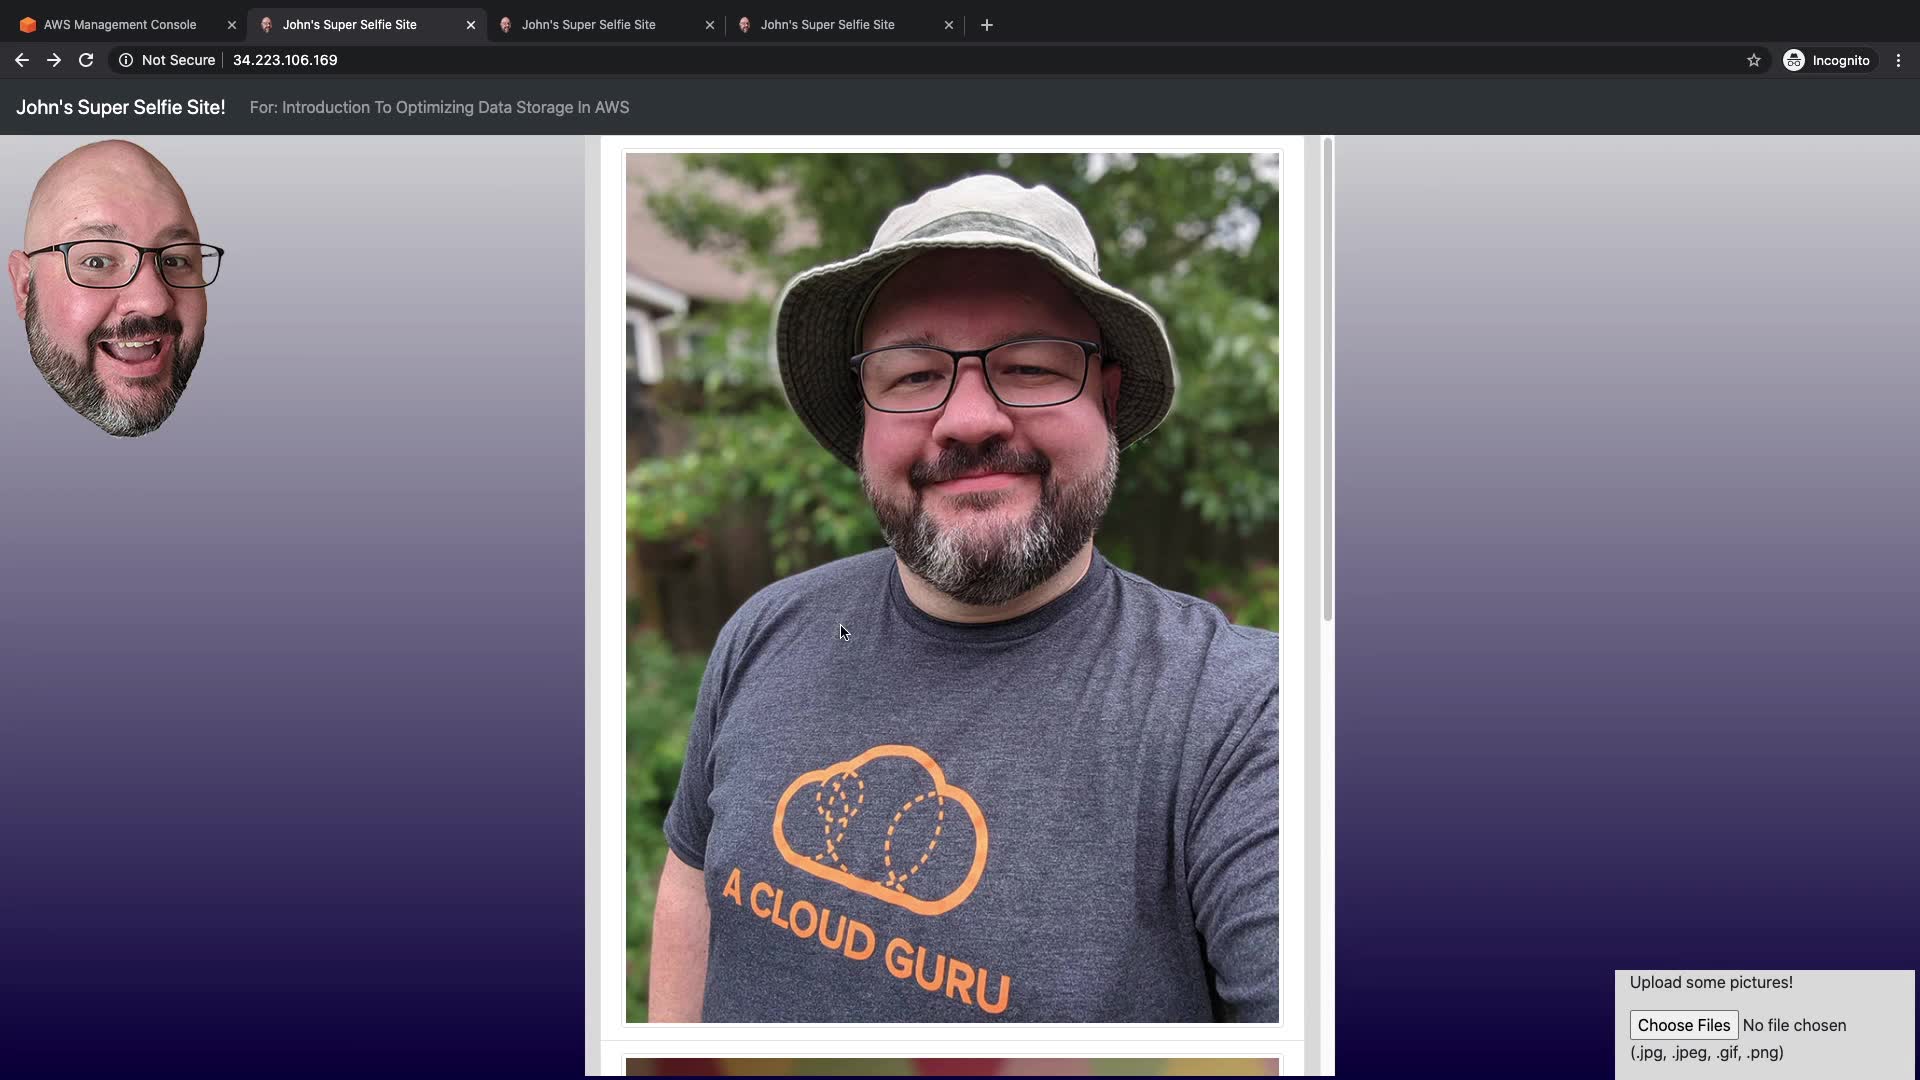 AWS Management Console
John's Super Selfie Site
John's Super Selfie Site
John's Super Selfie Site
Not Secure
34.223.106.169
Incognito
John's Super Selfie Site!
For: Introduction To Optimizing Data Storage In AWS
A CLOUD GURU
Upload some pictures!
Choose Files No file chosen
(.jpg, .jpeg, .gif, .png)